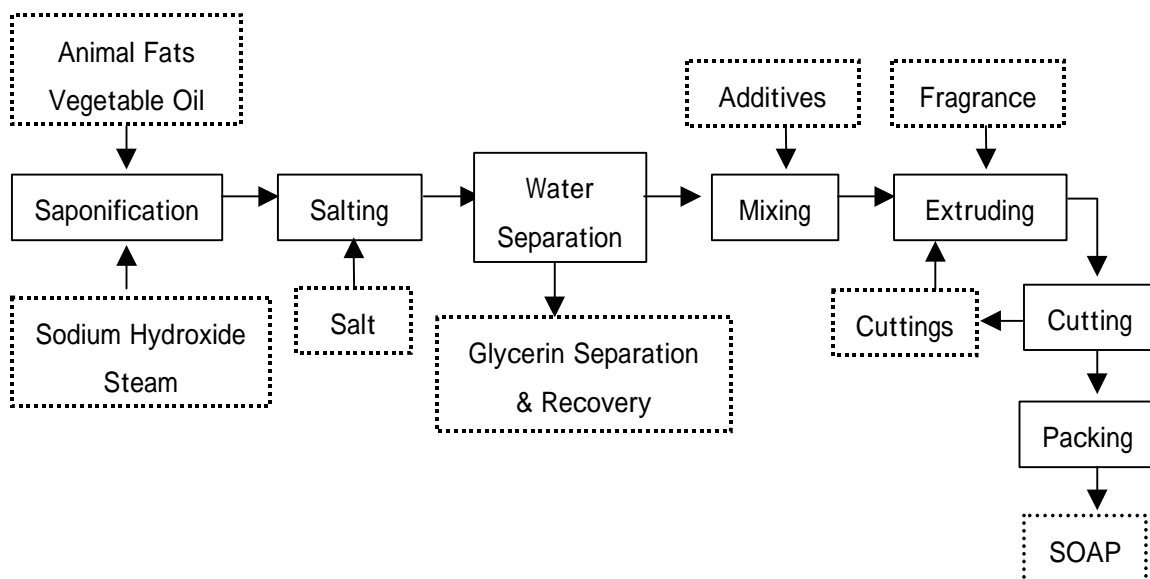 Animal Fats
Vegetable Oil
Additives
Fragrance
Saponification
Salting
Water
Separation
Mixing
Extruding
Sodium Hydroxide
Steam
Salt
Glycerin Separation
& Recovery
Cuttings
Cutting
Packing
SOAP